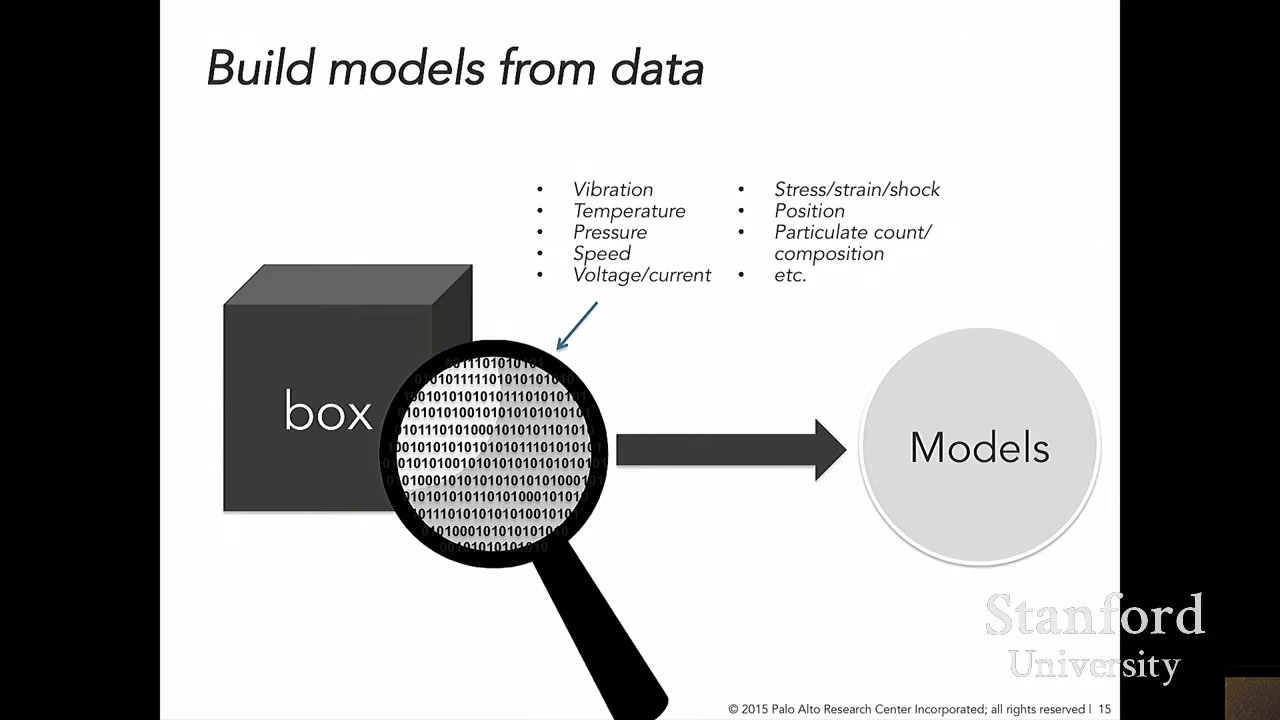 Build models from data
• Vibration
• Temperature
• Pressure
• Speed
• Voltage/current
• Stress/strain/shock
• Position
• Particulate count/
composition
• etc.
box
Models
Stanford
University
© 2015 Palo Alto Research Center Incorporated; all rights reserved | 15